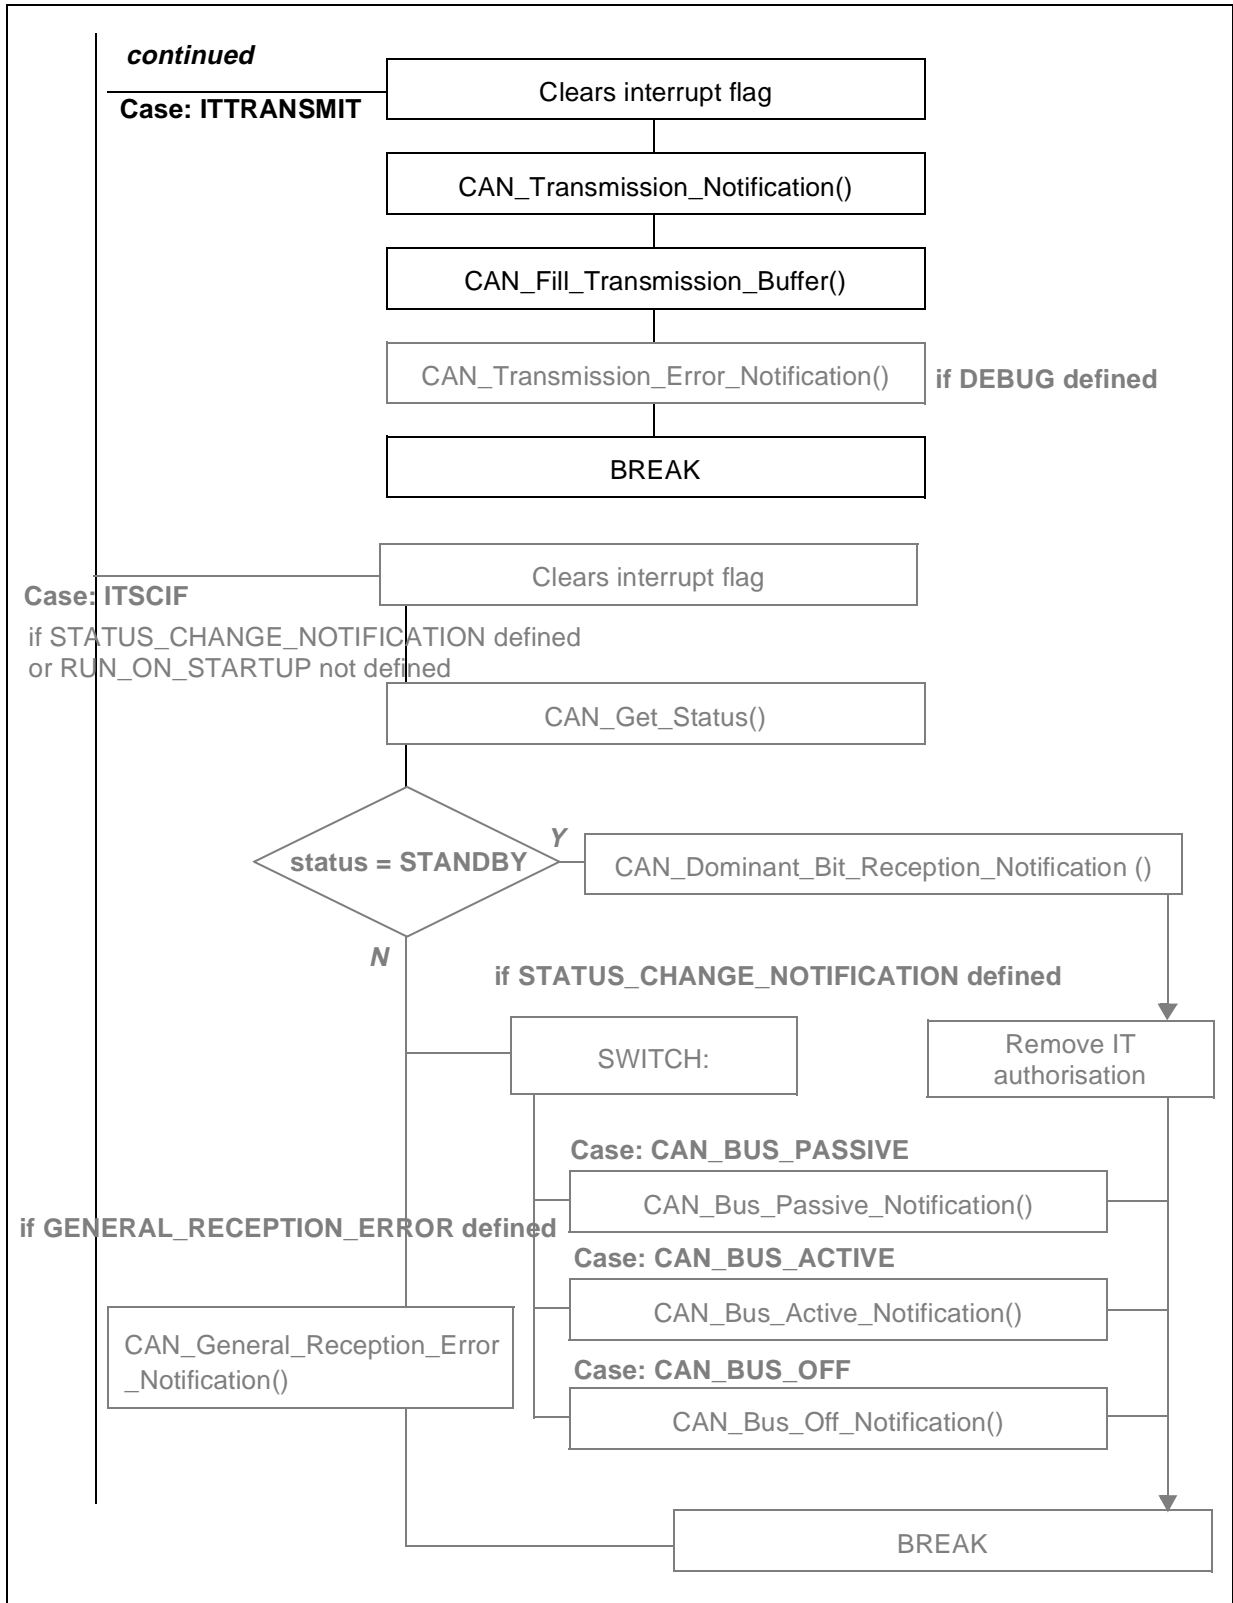 continued
Case: ITTRANSMIT
Clears interrupt flag
CAN_Transmission_Notification()
CAN_Fill_Transmission_Buffer()
CAN_Transmission_Error_Notification()
if DEBUG defined
BREAK
Clears interrupt flag
Case: ITSCIF
if STATUS_CHANGE_NOTIFICATION defined
or RUN_ON_STARTUP not defined
CAN_Get_Status()
status = STANDBY
Y
CAN_Dominant_Bit_Reception_Notification ()
N
if STATUS_CHANGE_NOTIFICATION defined
SWITCH:
Remove IT
authorisation
Case: CAN_BUS_PASSIVE
CAN_Bus_Passive_Notification()
if GENERAL_RECEPTION_ERROR defined
Case: CAN_BUS_ACTIVE
CAN_Bus_Active_Notification()
CAN_General_Reception_Error
_Notification()
Case: CAN_BUS_OFF
CAN_Bus_Off_Notification()
BREAK